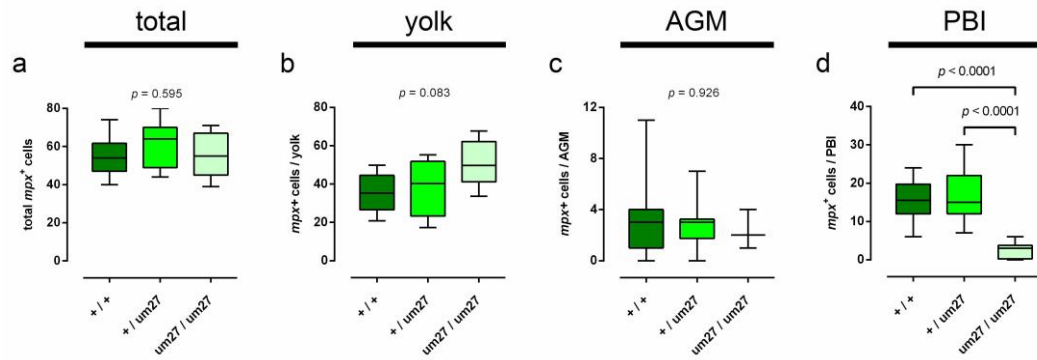 total
yolk
AGM
PBI
a
b
c
d
p = 0.595
p = 0.083
p = 0.926
p < 0.0001
p < 0.0001
total mpx+ cells
80
60
40
20
0
+ / +
+ / um27
um27 / um27
mpx+ cells / yolk
80
60
40
20
0
+ / +
+ / um27
um27 / um27
mpx+ cells / AGM
12
8
4
0
+ / +
+ / um27
um27 / um27
mpx+ cells / PBI
40
30
20
10
0
+ / +
+ / um27
um27 / um27